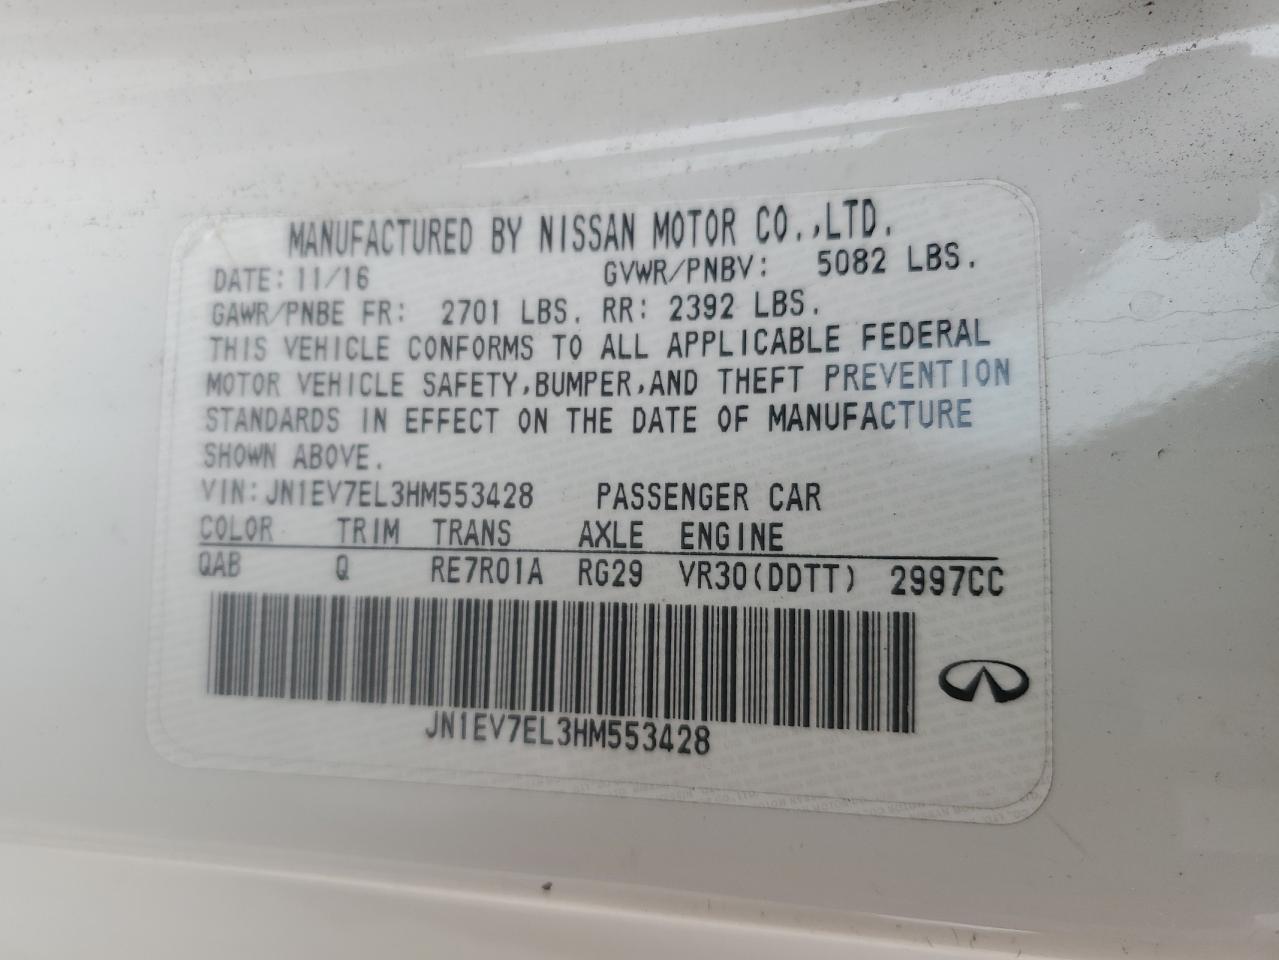 MANUFACTURED BY NISSAN MOTOR CO.,LTD.
DATE: 11/16 GVWR/PNBV: 5082 LBS.
GAWR/PNBE FR: 2701 LBS. RR: 2392 LBS.
THIS VEHICLE CONFORMS TO ALL APPLICABLE FEDERAL
MOTOR VEHICLE SAFETY,BUMPER,AND THEFT PREVENTION
STANDARDS IN EFFECT ON THE DATE OF MANUFACTURE
SHOWN ABOVE.
VIN:JN1EV7EL3HM553428 PASSENGER CAR
COLOR TRIM TRANS AXLE ENGINE
QAB Q RE7R01A RG29 VR30(DDTT) 2997CC
JN1EV7EL3HM553428